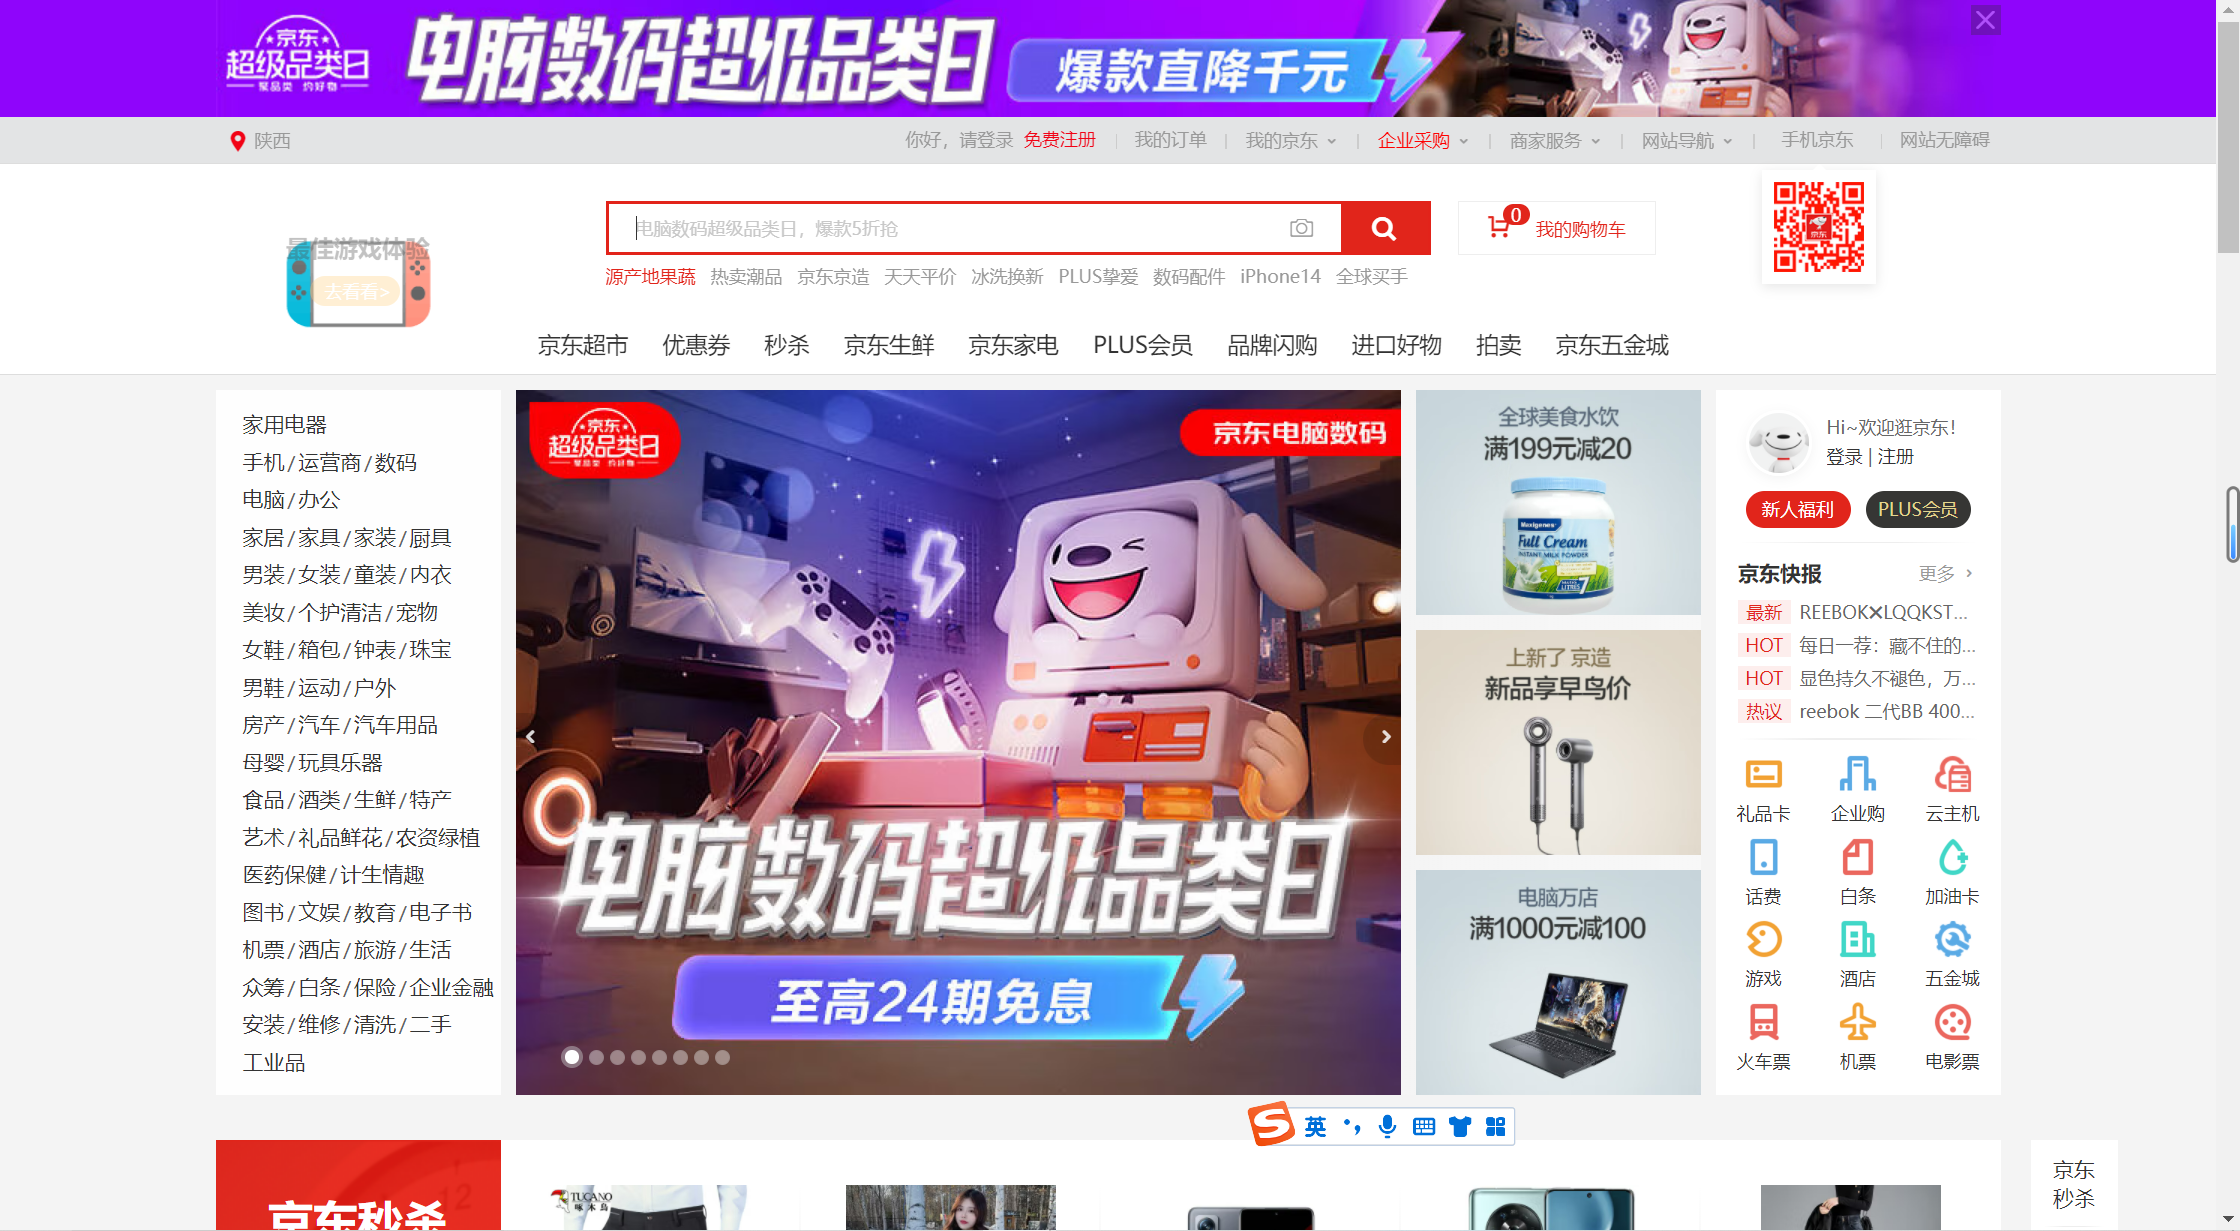 京东
超级品类日
聚品类 约好物
电脑数码超级品类日
爆款直降千元
陕西
你好，请登录 免费注册
我的订单
我的京东
企业采购
商家服务
网站导航
手机京东
网站无障碍
最佳游戏体验
去看看>
电脑数码超级品类日，爆款5折抢
0
我的购物车
京东
源产地果蔬 热卖潮品 京东京造 天天平价 冰洗换新 PLUS挚爱 数码配件 iPhone14 全球买手
京东超市 优惠券 秒杀 京东生鲜 京东家电 PLUS会员 品牌闪购 进口好物 拍卖 京东五金城
家用电器
手机/运营商/数码
电脑/办公
家居/家具/家装/厨具
男装/女装/童装/内衣
美妆/个护清洁/宠物
女鞋/箱包/钟表/珠宝
男鞋/运动/户外
房产/汽车/汽车用品
母婴/玩具乐器
食品/酒类/生鲜/特产
艺术/礼品鲜花/农资绿植
医药保健/计生情趣
图书/文娱/教育/电子书
机票/酒店/旅游/生活
众筹/白条/保险/企业金融
安装/维修/清洗/二手
工业品
京东
超级品类日
聚品类 约好物
京东电脑数码
电脑数码超级品类日
至高24期免息
全球美食水饮
满199元减20
Maxigenes
Full Cream
INSTANT MILK POWDER
LITRES 7
上新了 京造
新品享早鸟价
电脑万店
满1000元减100
Hi~欢迎逛京东！
登录 | 注册
新人福利
PLUS会员
京东快报
更多
最新 REEBOK❌LQQKST...
HOT 每日一荐：藏不住的...
HOT 显色持久不褪色，万...
热议 reebok 二代BB 400...
礼品卡 企业购 云主机
话费 白条 加油卡
游戏 酒店 五金城
火车票 机票 电影票
S 英
京东秒杀
12
TUCANO
啄木鸟
京东
秒杀